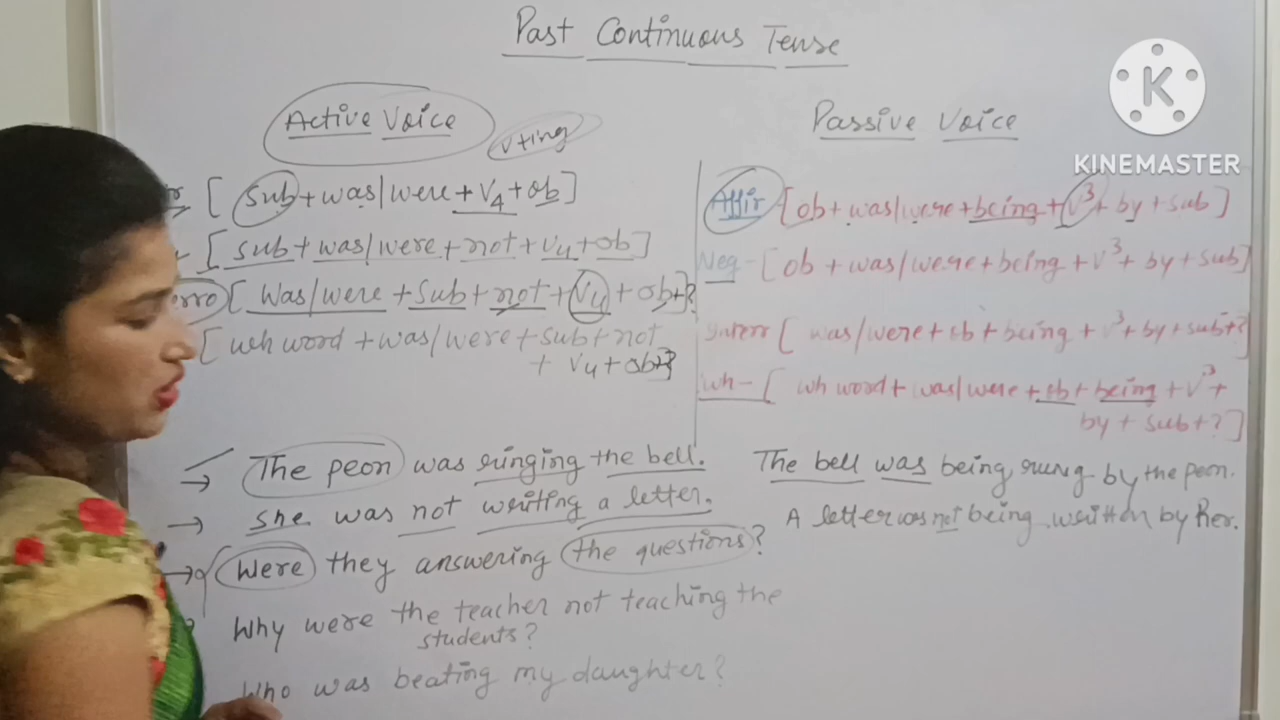 Past Continuous Tense
Active Voice
V+ing
Passive Voice
KINEMASTER
[ sub + was/were + V4 + ob ]
[ sub + was/were + not + V4 + ob ]
[ Was/were + sub + not + V4 + ob + ?
[ wh word + was/were + sub + not
+ V4 + ob + ? ]
Affir [ ob + was/were + being + V3 + by + sub ]
Neg - [ ob + was/were + being + V3 + by + sub ]
Interr [ was/were + ob + being + V3 + by + sub + ? ]
wh - [ wh word + was/were + ob + being + V3 +
by + sub + ? ]
→ The peon was ringing the bell.
The bell was being rung by the peon.
→ she was not writing a letter.
A letter was not being written by her.
→ Were they answering the questions?
Why were the teacher not teaching the
students?
Who was beating my daughter?